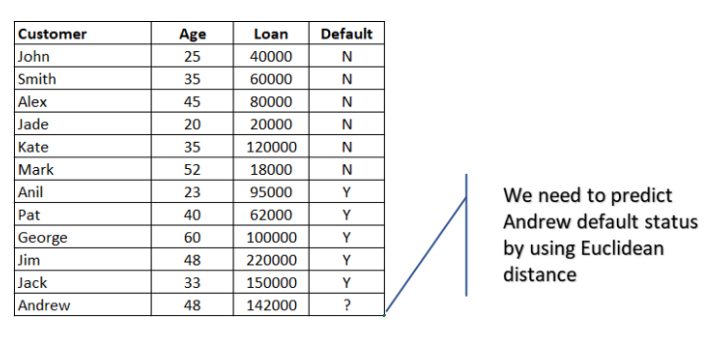 Customer Age Loan Default
John 25 40000 N
Smith 35 60000 N
Alex 45 80000 N
Jade 20 20000 N
Kate 35 120000 N
Mark 52 18000 N
Anil 23 95000 Y
Pat 40 62000 Y
George 60 100000 Y
Jim 48 220000 Y
Jack 33 150000 Y
Andrew 48 142000 ?
We need to predict
Andrew default status
by using Euclidean
distance